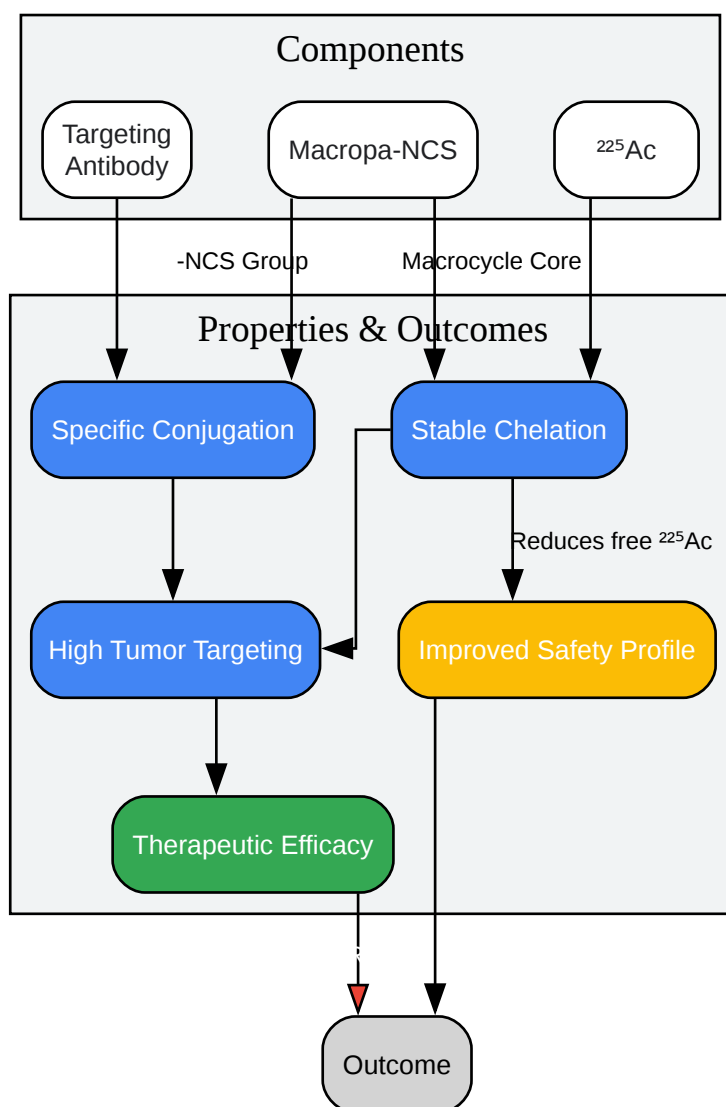 Components
Targeting
Antibody
Macropa-NCS
²²⁵Ac
-NCS Group
Macrocycle Core
Properties & Outcomes
Specific Conjugation
Stable Chelation
Reduces free ²²⁵Ac
High Tumor Targeting
Improved Safety Profile
Therapeutic Efficacy
Outcome